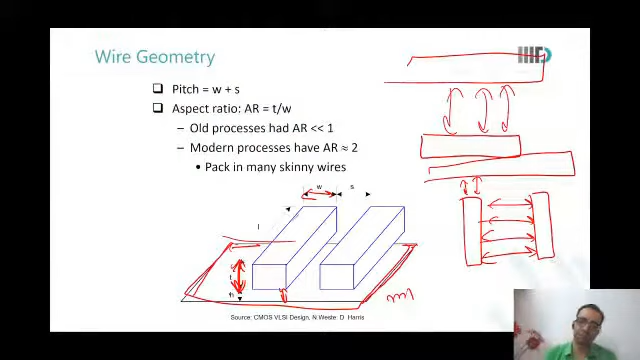 Wire Geometry
Pitch = w + s
Aspect ratio: AR = t/w
– Old processes had AR << 1
– Modern processes have AR ≈ 2
• Pack in many skinny wires
w
s
l
t
h
Source: CMOS VLSI Design, N.Weste D Harris